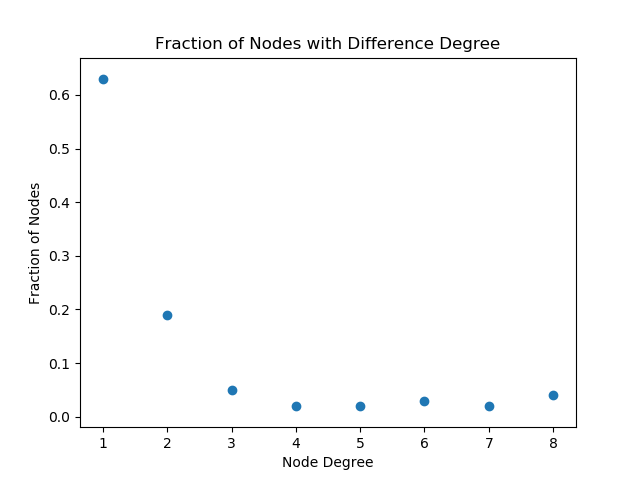 Fraction of Nodes with Difference Degree
Fraction of Nodes
0.6
0.5
0.4
0.3
0.2
0.1
0.0
1 2 3 4 5 6 7 8
Node Degree